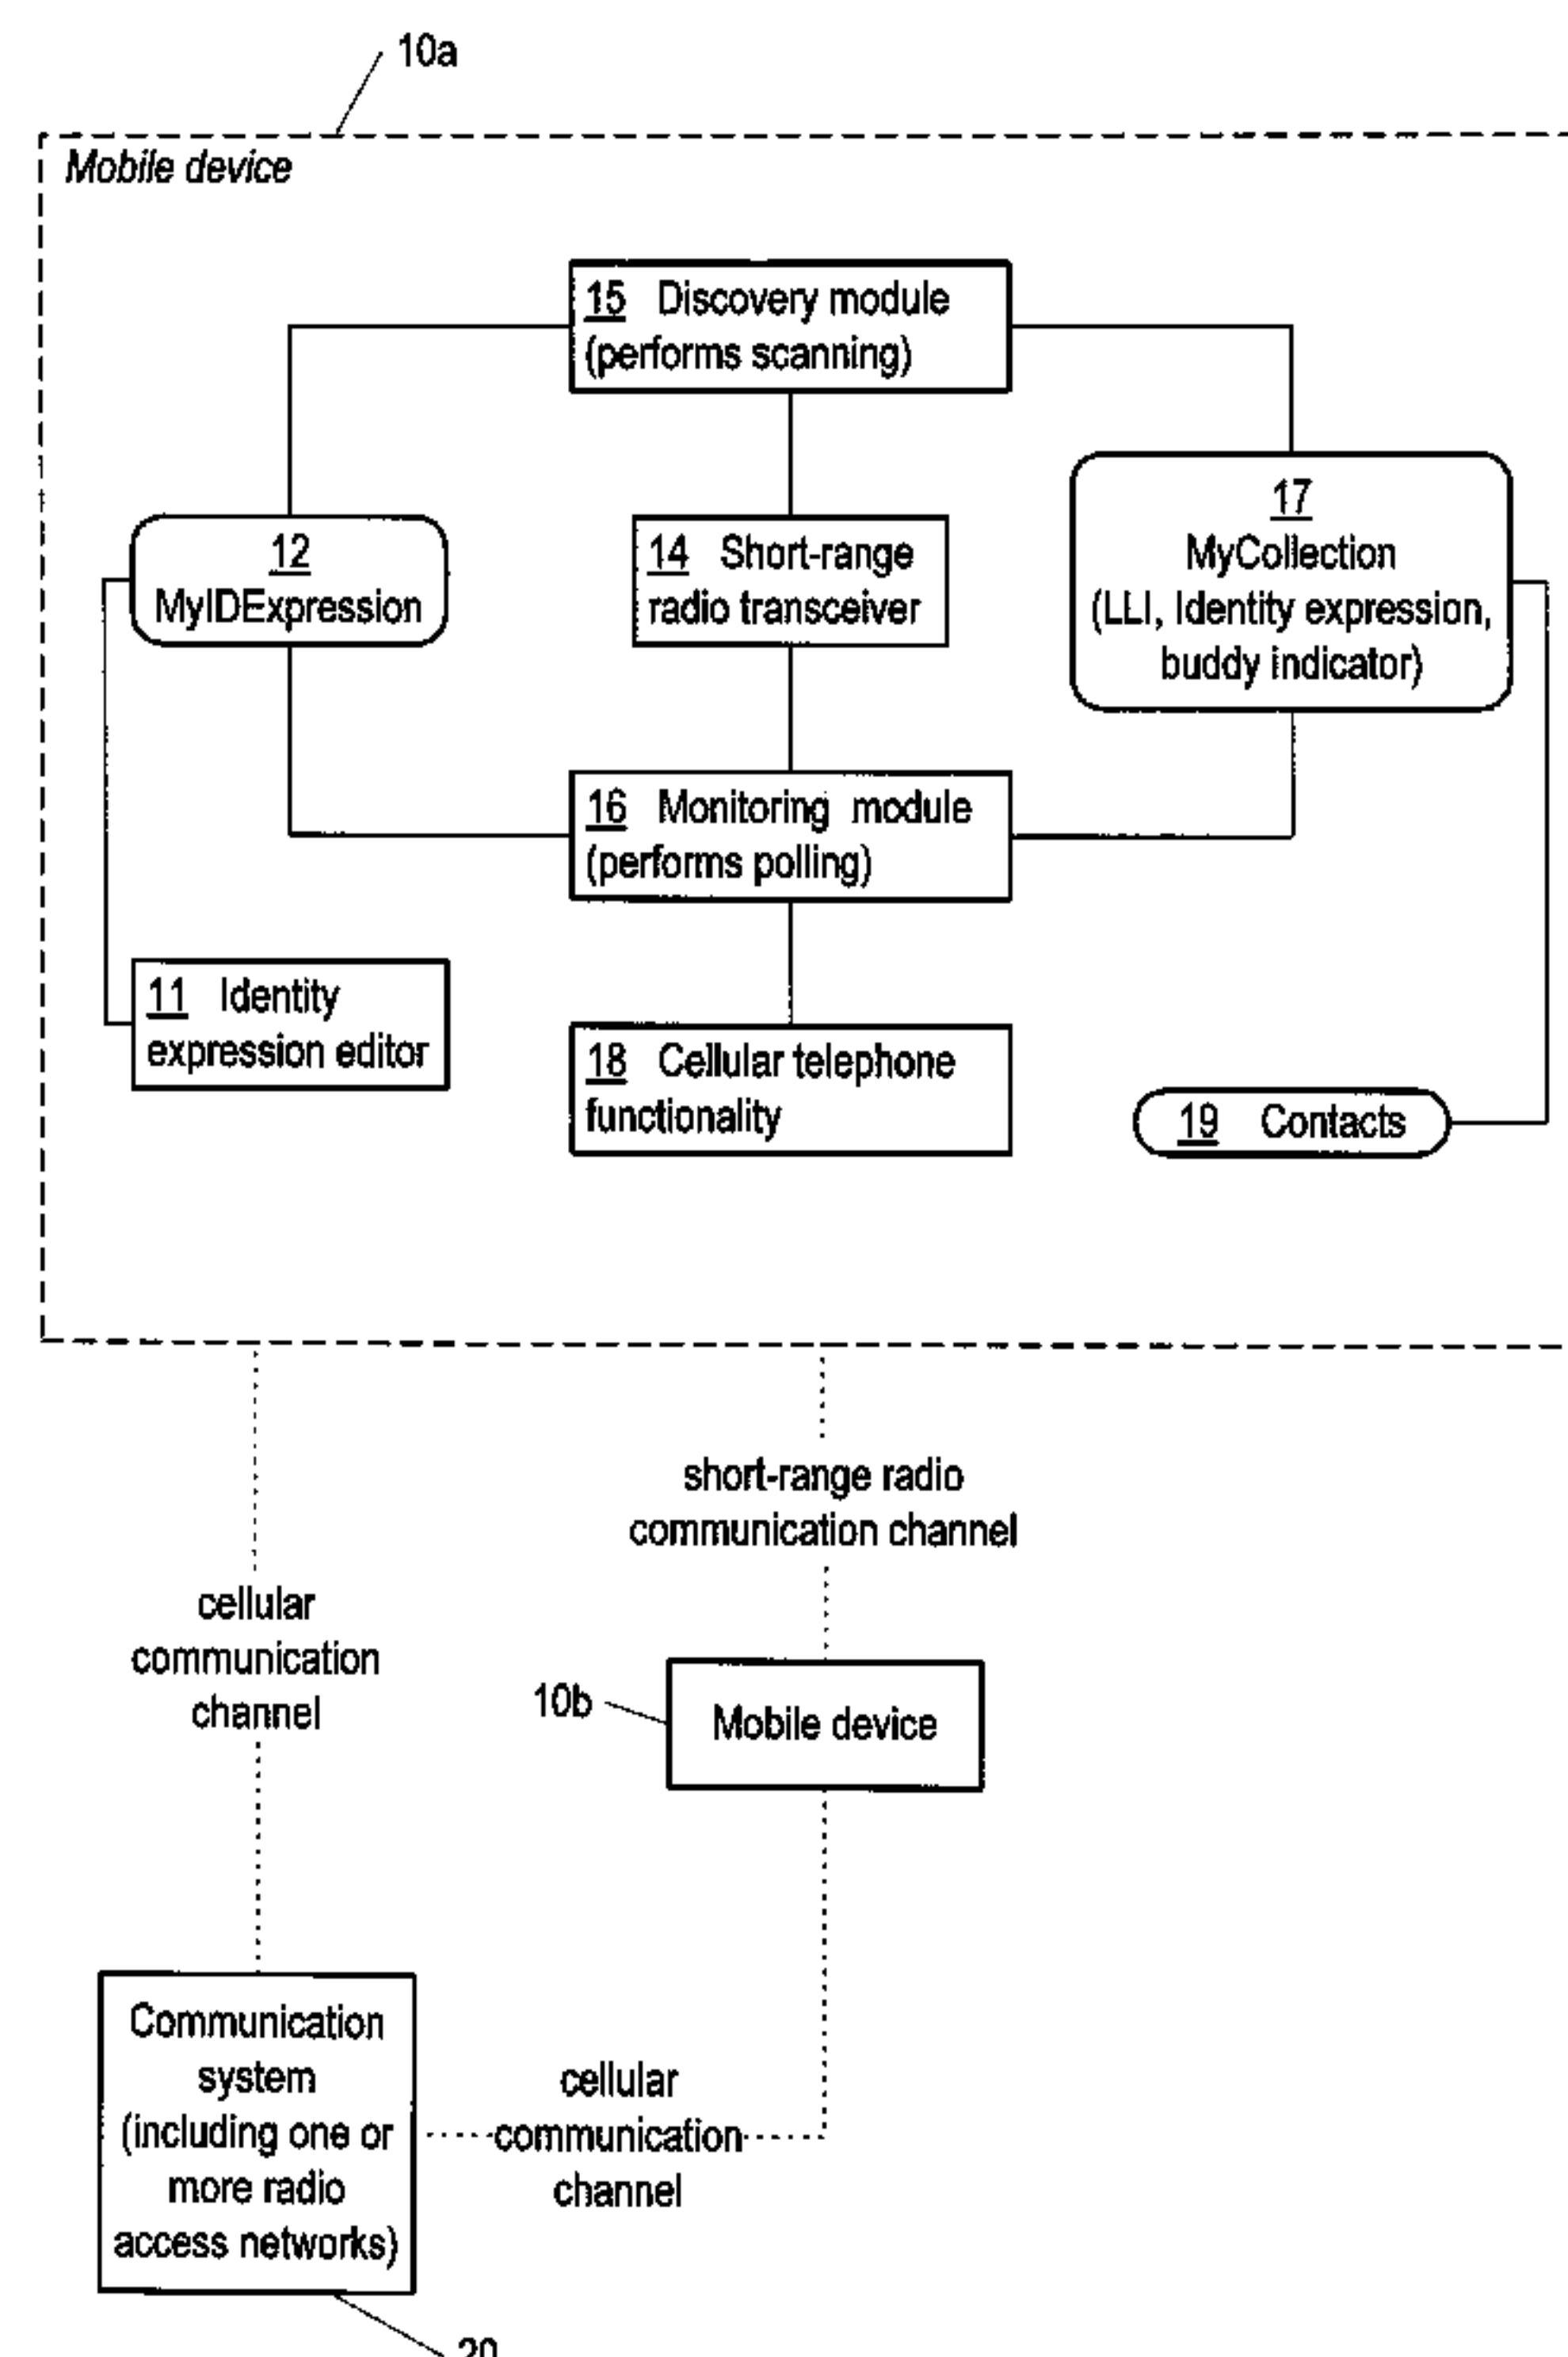 10a
Mobile device
15 Discovery module
(performs scanning)
12
MyIDExpression
14 Short-range
radio transceiver
17
MyCollection
(LLI, Identity expression,
buddy indicator)
16 Monitoring module
(performs polling)
11 Identity
expression editor
18 Cellular telephone
functionality
19 Contacts
short-range radio
communication channel
cellular
communication
channel
10b
Mobile device
Communication
system
(including one or
more radio
access networks)
cellular
communication
channel
20